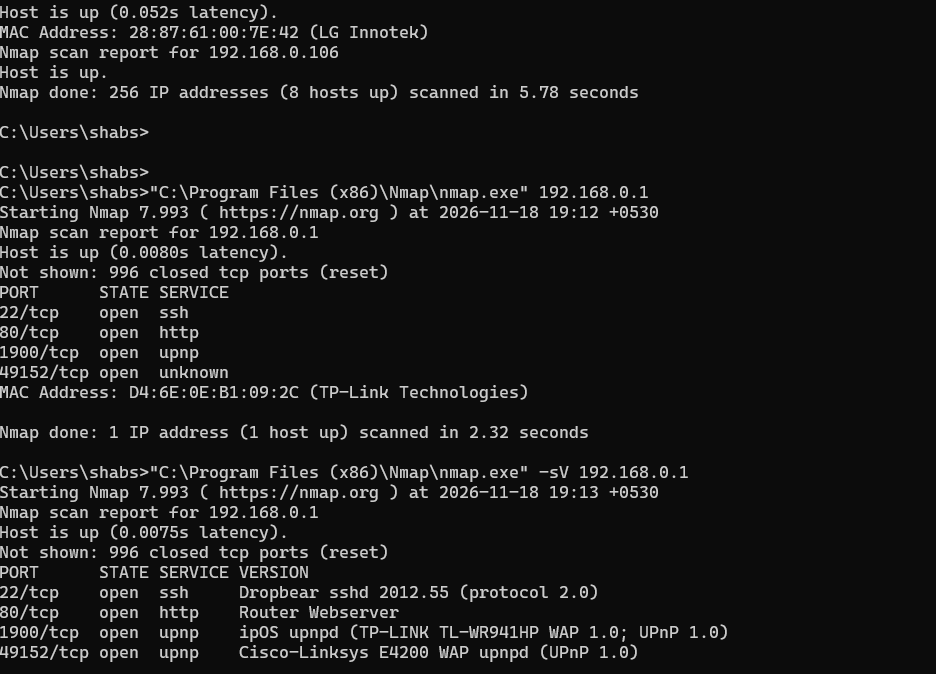 Host is up (0.052s latency).
MAC Address: 28:87:61:00:7E:42 (LG Innotek)
Nmap scan report for 192.168.0.106
Host is up.
Nmap done: 256 IP addresses (8 hosts up) scanned in 5.78 seconds
C:\Users\shabs>
C:\Users\shabs>
C:\Users\shabs>"C:\Program Files (x86)\Nmap\nmap.exe" 192.168.0.1
Starting Nmap 7.993 ( https://nmap.org ) at 2026-11-18 19:12 +0530
Nmap scan report for 192.168.0.1
Host is up (0.0080s latency).
Not shown: 996 closed tcp ports (reset)
PORT      STATE SERVICE
22/tcp    open  ssh
80/tcp    open  http
1900/tcp  open  upnp
49152/tcp open  unknown
MAC Address: D4:6E:0E:B1:09:2C (TP-Link Technologies)
Nmap done: 1 IP address (1 host up) scanned in 2.32 seconds
C:\Users\shabs>"C:\Program Files (x86)\Nmap\nmap.exe" -sV 192.168.0.1
Starting Nmap 7.993 ( https://nmap.org ) at 2026-11-18 19:13 +0530
Nmap scan report for 192.168.0.1
Host is up (0.0075s latency).
Not shown: 996 closed tcp ports (reset)
PORT      STATE SERVICE VERSION
22/tcp    open  ssh     Dropbear sshd 2012.55 (protocol 2.0)
80/tcp    open  http    Router Webserver
1900/tcp  open  upnp    ipOS upnpd (TP-LINK TL-WR941HP WAP 1.0; UPnP 1.0)
49152/tcp open  upnp    Cisco-Linksys E4200 WAP upnpd (UPnP 1.0)